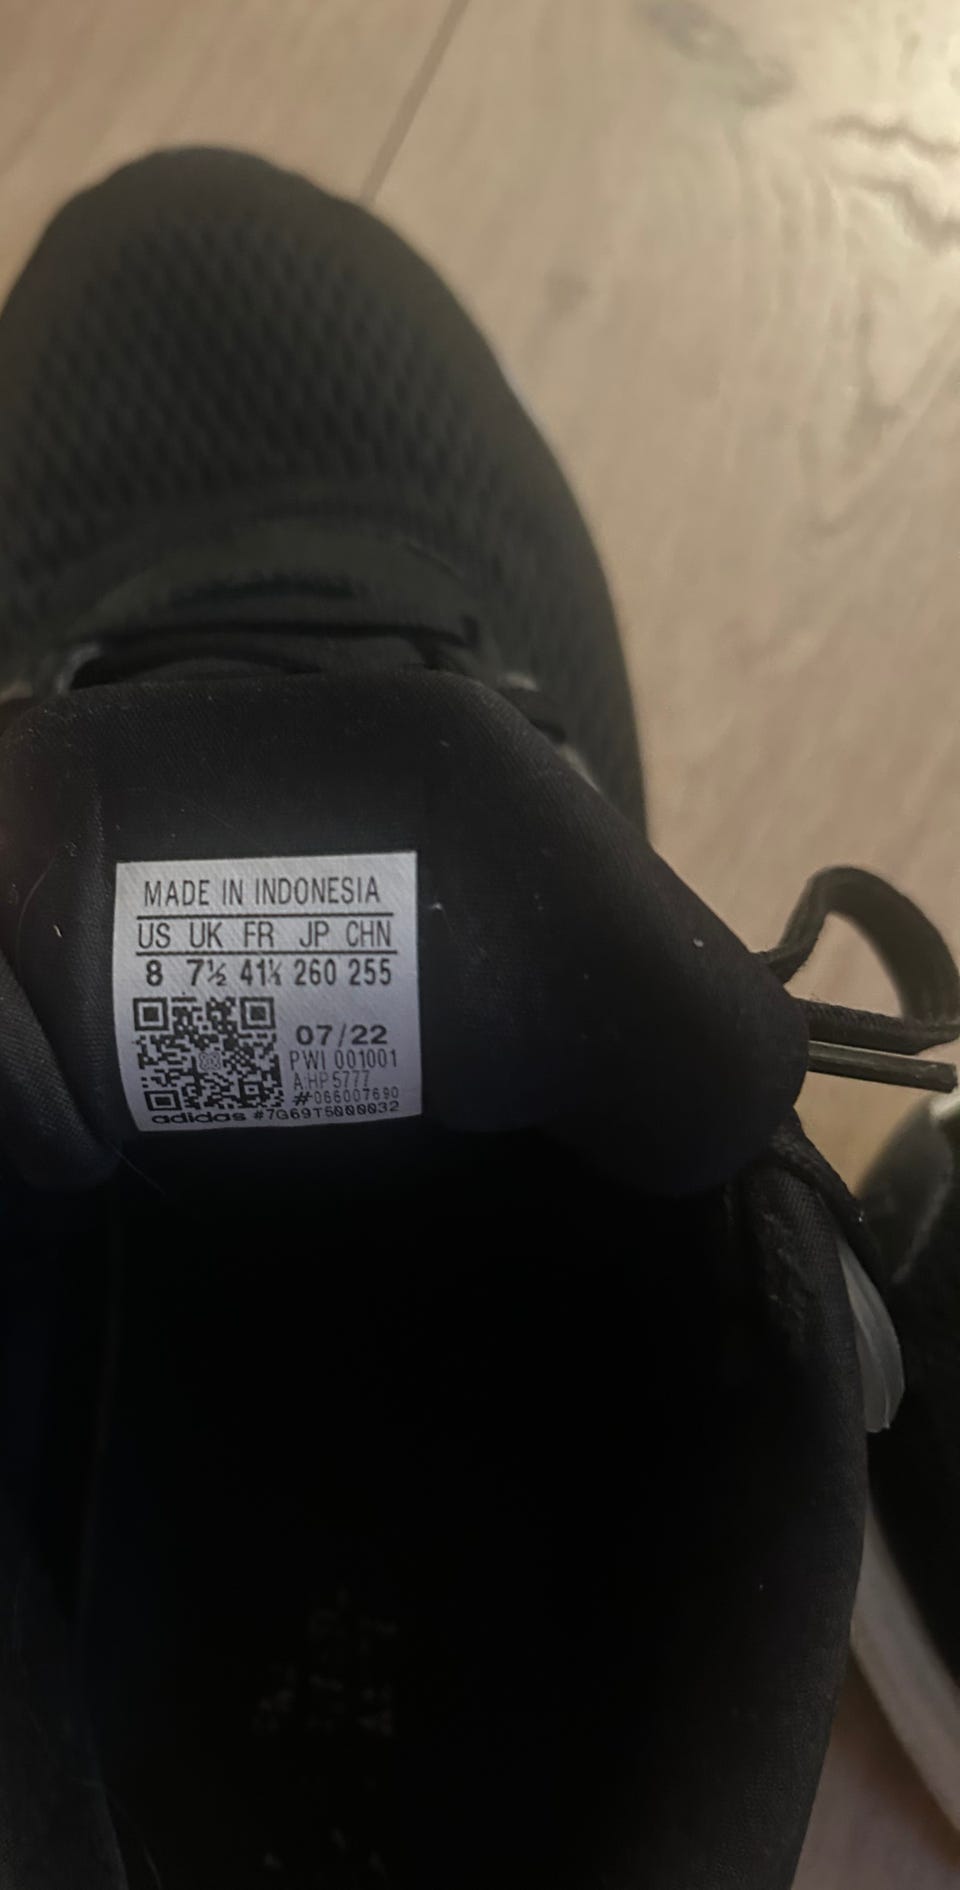 MADE IN INDONESIA
US UK FR JP CHN
8 7½ 41⅓ 260 255
07/22
PWI 001001
A:HP5777
#066007690
adidas #7G69T5000032